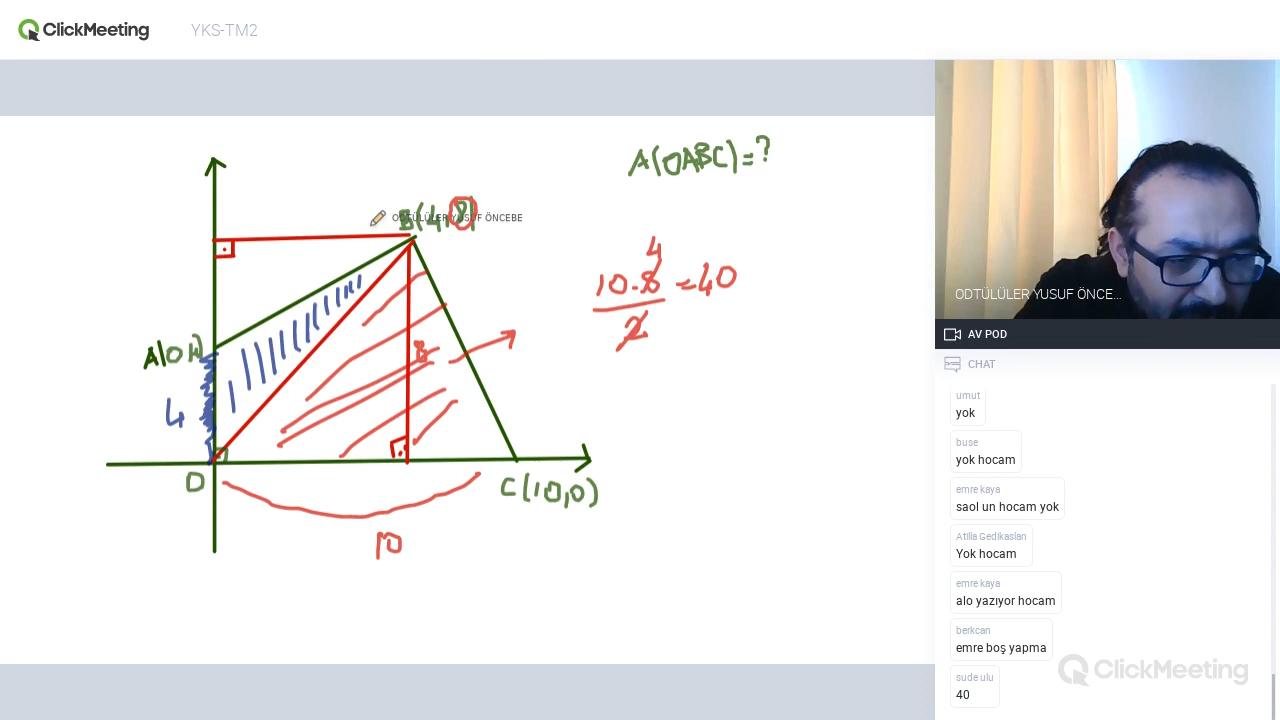 ClickMeeting
YKS-TM2
A(OABC)=?
B(4,8)
ODTÜLÜLER YUSUF ÖNCEBE
4
10.8 =40
2
A(0,4)
8
4
O
C(10,0)
10
ODTÜLÜLER YUSUF ÖNCE...
AV POD
CHAT
umut
yok
buse
yok hocam
emre kaya
saol un hocam yok
Atilla Gedikaslan
Yok hocam
emre kaya
alo yazıyor hocam
berkcan
emre boş yapma
ClickMeeting
sude ulu
40